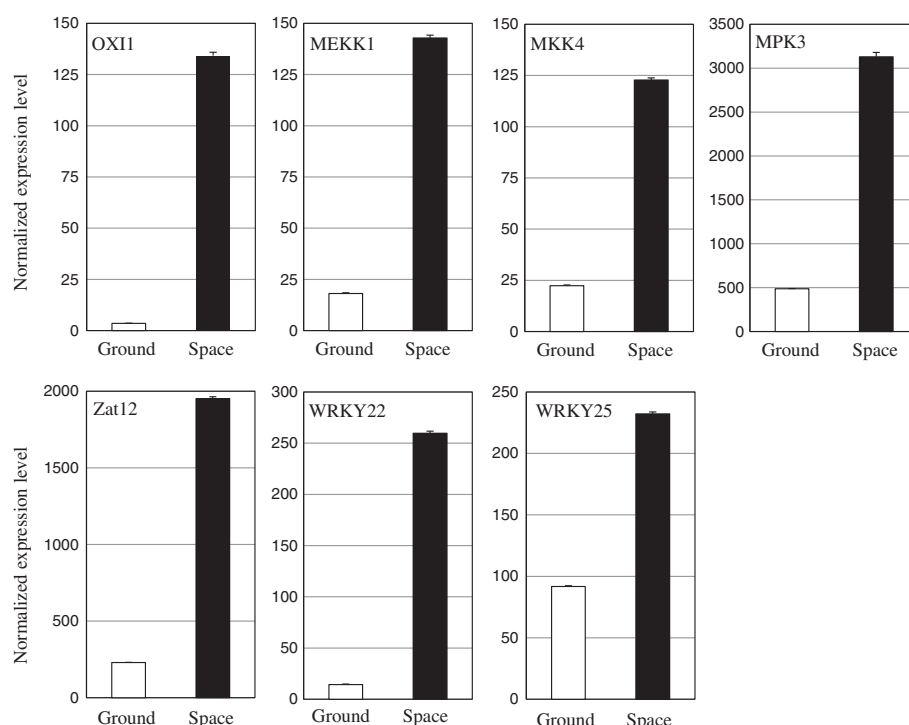 Normalized expression level
150
125
100
75
50
25
0
OXI1
Ground Space
150
125
100
75
50
25
0
MEKK1
Ground Space
150
125
100
75
50
25
0
MKK4
Ground Space
3500
3000
2500
2000
1500
1000
500
0
MPK3
Ground Space
Normalized expression level
2000
1500
1000
500
0
Zat12
Ground Space
300
250
200
150
100
50
0
WRKY22
Ground Space
250
200
150
100
50
0
WRKY25
Ground Space